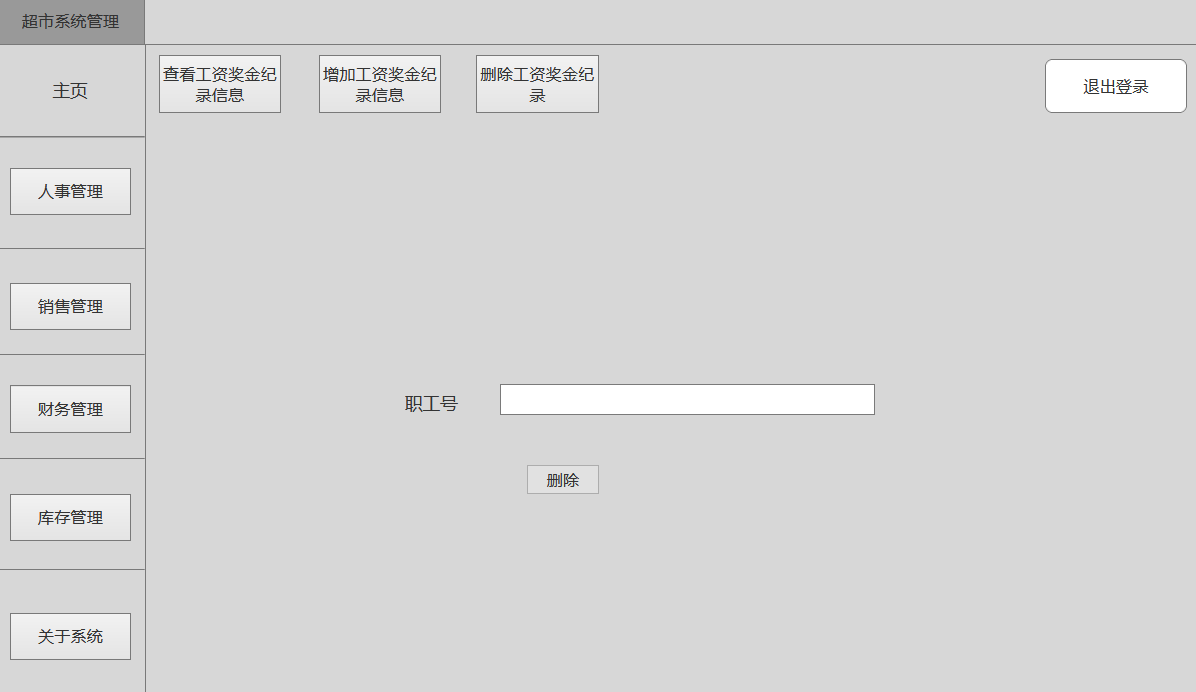 超市系统管理
主页
查看工资奖金纪
录信息
增加工资奖金纪
录信息
删除工资奖金纪
录
退出登录
人事管理
销售管理
财务管理
职工号
删除
库存管理
关于系统